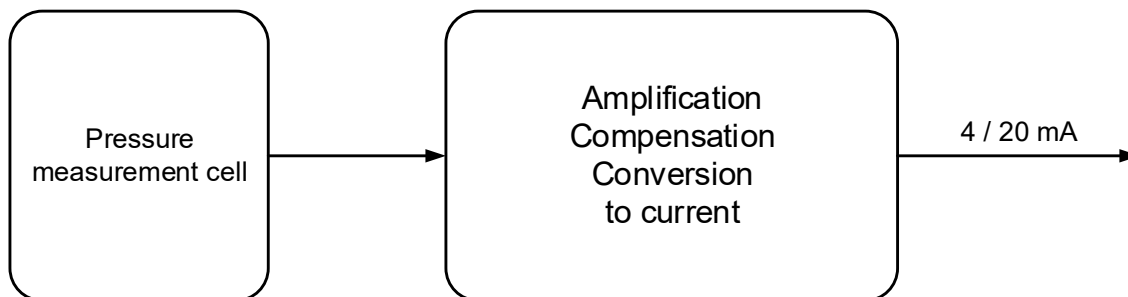 Pressure
measurement cell
Amplification
Compensation
Conversion
to current
4 / 20 mA